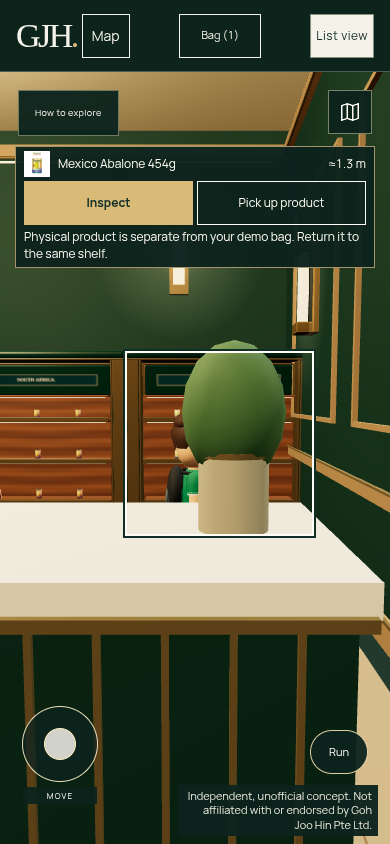 GJH.
Map
Bag (1)
List view
How to explore
Mexico Abalone 454g
≈1.3 m
Inspect
Pick up product
Physical product is separate from your demo bag. Return it to
the same shelf.
SOUTH AFRICA
Run
MOVE
Independent, unofficial concept. Not
affiliated with or endorsed by Goh
Joo Hin Pte Ltd.